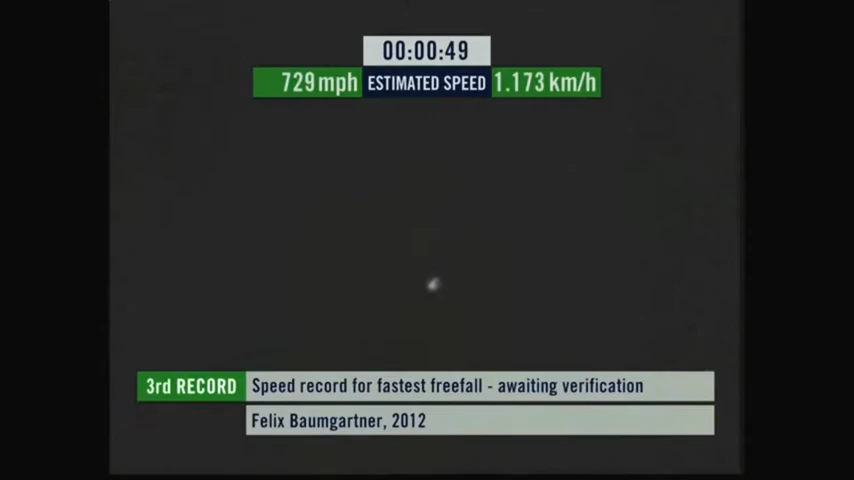 00:00:49
729 mph ESTIMATED SPEED 1.173 km/h
3rd RECORD Speed record for fastest freefall - awaiting verification
Felix Baumgartner, 2012